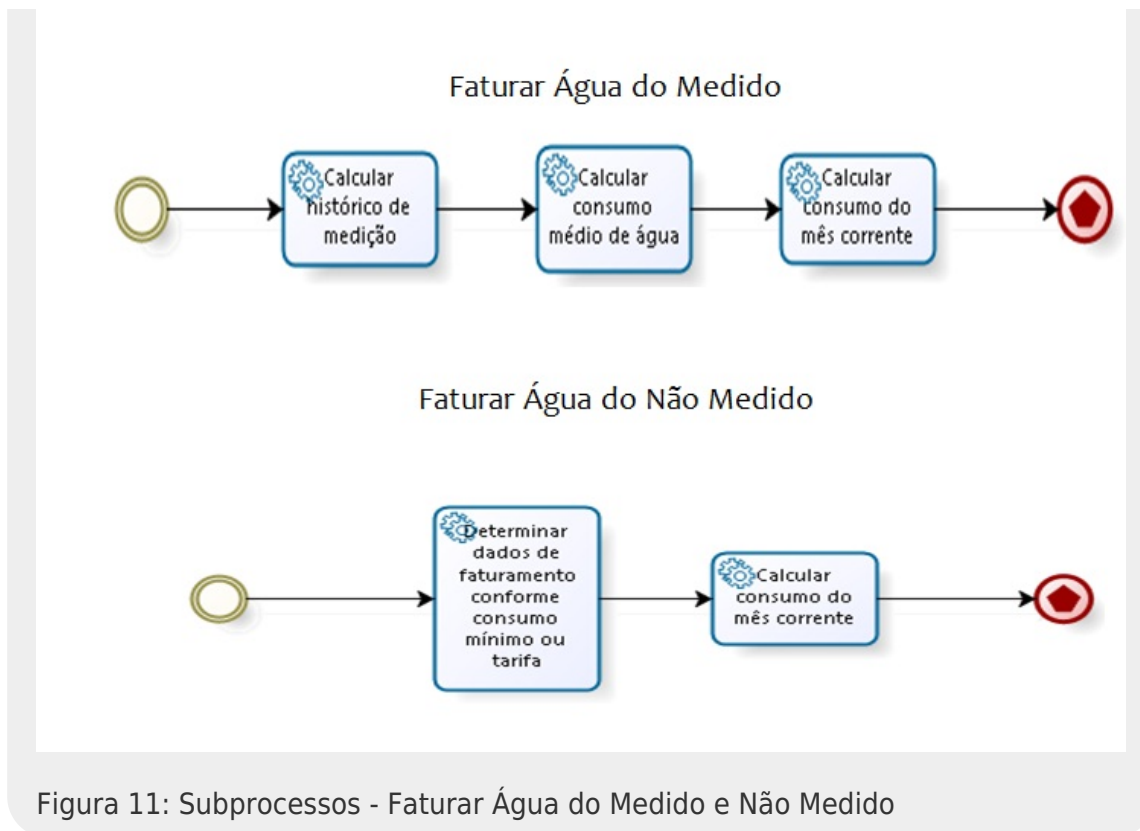 Faturar Água do Medido
Calcular
histórico de
medição
Calcular
consumo
médio de água
Calcular
consumo do
mês corrente
Faturar Água do Não Medido
Determinar
dados de
faturamento
conforme
consumo
mínimo ou
tarifa
Calcular
consumo do
mês corrente
Figura 11: Subprocessos - Faturar Água do Medido e Não Medido